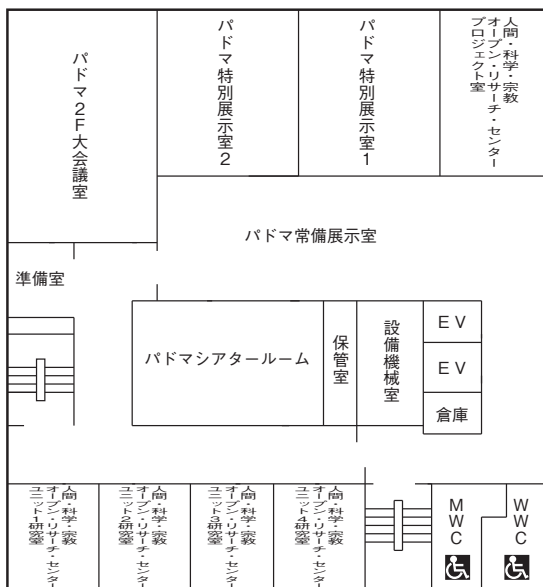 パドマ2F大会議室
パドマ特別展示室2
パドマ特別展示室1
人間・科学・宗教
オープン・リサーチ・センター
プロジェクト室
パドマ常備展示室
準備室
パドマシアタールーム
保管室
設備機械室
EV
EV
倉庫
人間・科学・宗教
オープン・リサーチ・センター
ユニット1研究室
人間・科学・宗教
オープン・リサーチ・センター
ユニット2研究室
人間・科学・宗教
オープン・リサーチ・センター
ユニット3研究室
人間・科学・宗教
オープン・リサーチ・センター
ユニット4研究室
MWC
WWC